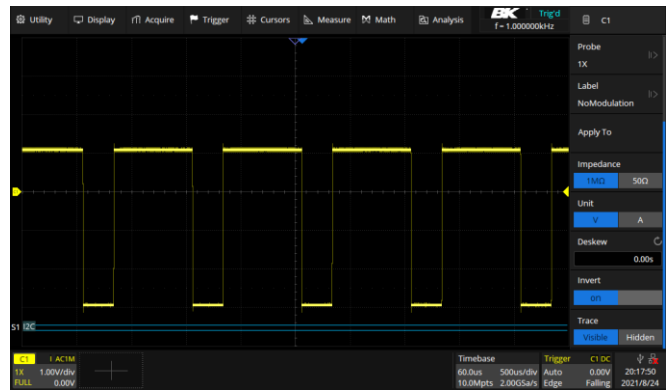 Utility Display Acquire Trigger Cursors Measure Math Analysis BK Trig'd C1
f = 1.000000kHz
Probe
1X
Label
NoModulation
Apply To
Impedance
1MΩ 50Ω
Unit
V A
Deskew
0.00s
Invert
on
Trace
Visible Hidden
S1 I2C
C1 I AC1M
1X 1.00V/div
FULL 0.00V
Timebase
60.0us 500us/div
10.0Mpts 2.00GSa/s
Trigger C1 DC
Auto 0.00V
Edge Falling
20:17:50
2021/8/24